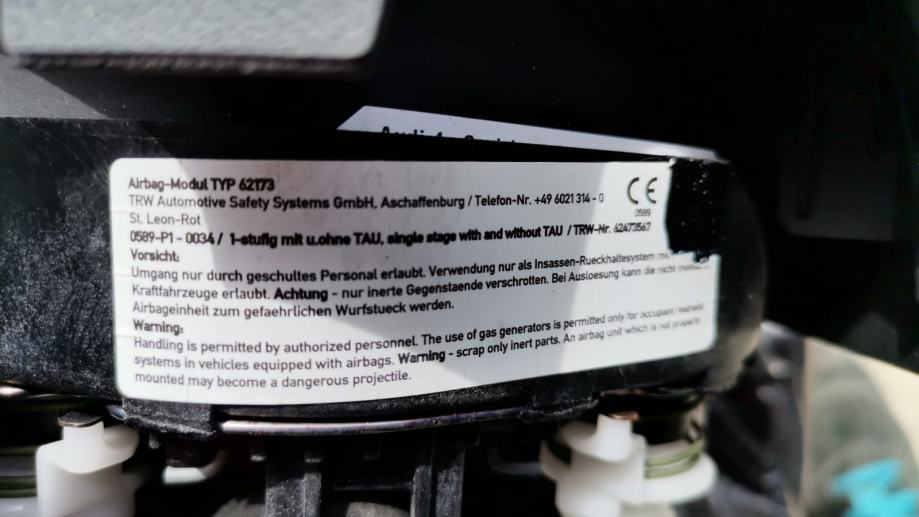 Airbag-Modul TYP 62173
TRW Automotive Safety Systems GmbH, Aschaffenburg / Telefon-Nr. +49 6021 314 - 0
CE
0589
St. Leon-Rot
0589-P1 - 0034 / 1-stufig mit u.ohne TAU, single stage with and without TAU / TRW-Nr. 62473567
Vorsicht:
Umgang nur durch geschultes Personal erlaubt. Verwendung nur als Insassen-Rueckhaltesystem
Kraftfahrzeuge erlaubt. Achtung - nur inerte Gegenstaende verschrotten. Bei Ausloesung kann die nicht
Airbageinheit zum gefaehrlichen Wurfstueck werden.
Warning:
Handling is permitted by authorized personnel. The use of gas generators is permitted only for occupant restraint
systems in vehicles equipped with airbags. Warning - scrap only inert parts. An airbag unit which is not properly
mounted may become a dangerous projectile.